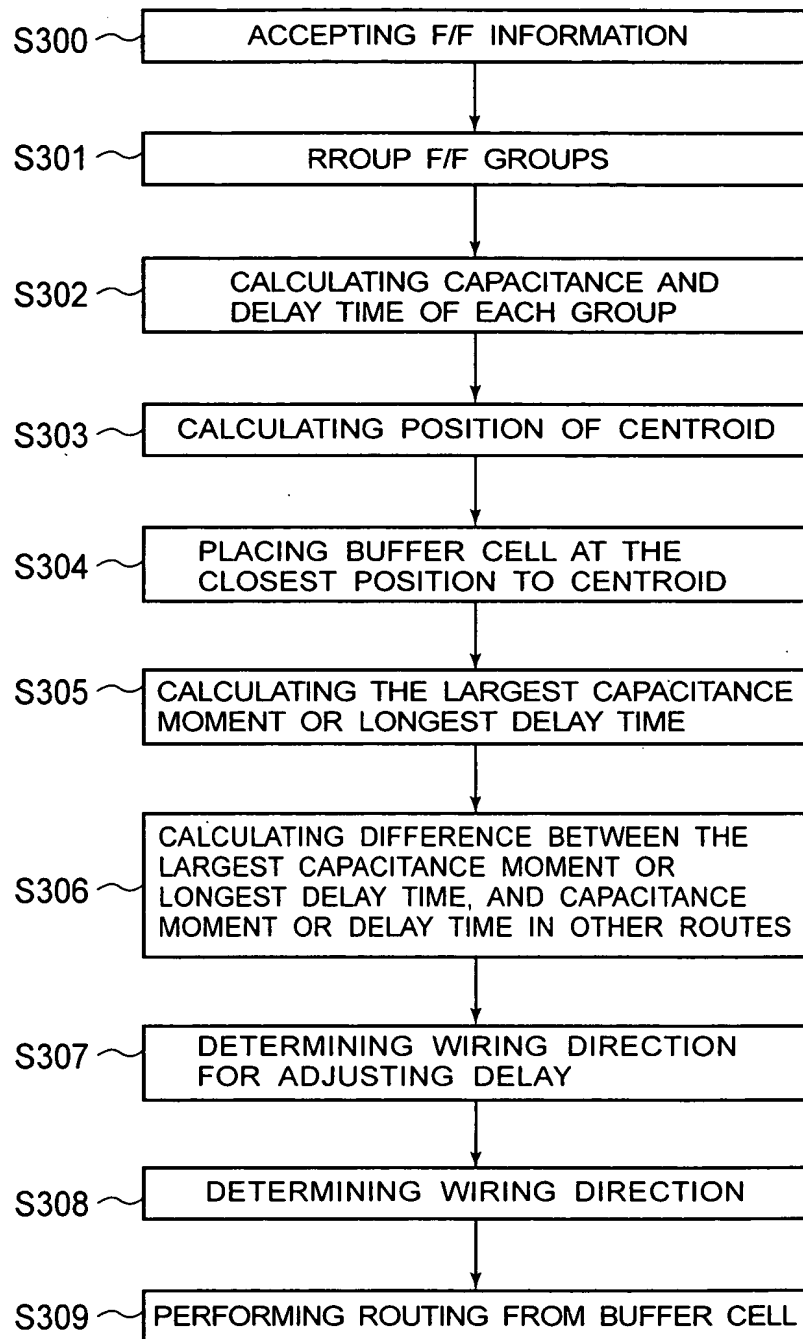 S300 ACCEPTING F/F INFORMATION
S301 RROUP F/F GROUPS
S302 CALCULATING CAPACITANCE AND
DELAY TIME OF EACH GROUP
S303 CALCULATING POSITION OF CENTROID
S304 PLACING BUFFER CELL AT THE
CLOSEST POSITION TO CENTROID
S305 CALCULATING THE LARGEST CAPACITANCE
MOMENT OR LONGEST DELAY TIME
S306 CALCULATING DIFFERENCE BETWEEN THE
LARGEST CAPACITANCE MOMENT OR
LONGEST DELAY TIME, AND CAPACITANCE
MOMENT OR DELAY TIME IN OTHER ROUTES
S307 DETERMINING WIRING DIRECTION
FOR ADJUSTING DELAY
S308 DETERMINING WIRING DIRECTION
S309 PERFORMING ROUTING FROM BUFFER CELL